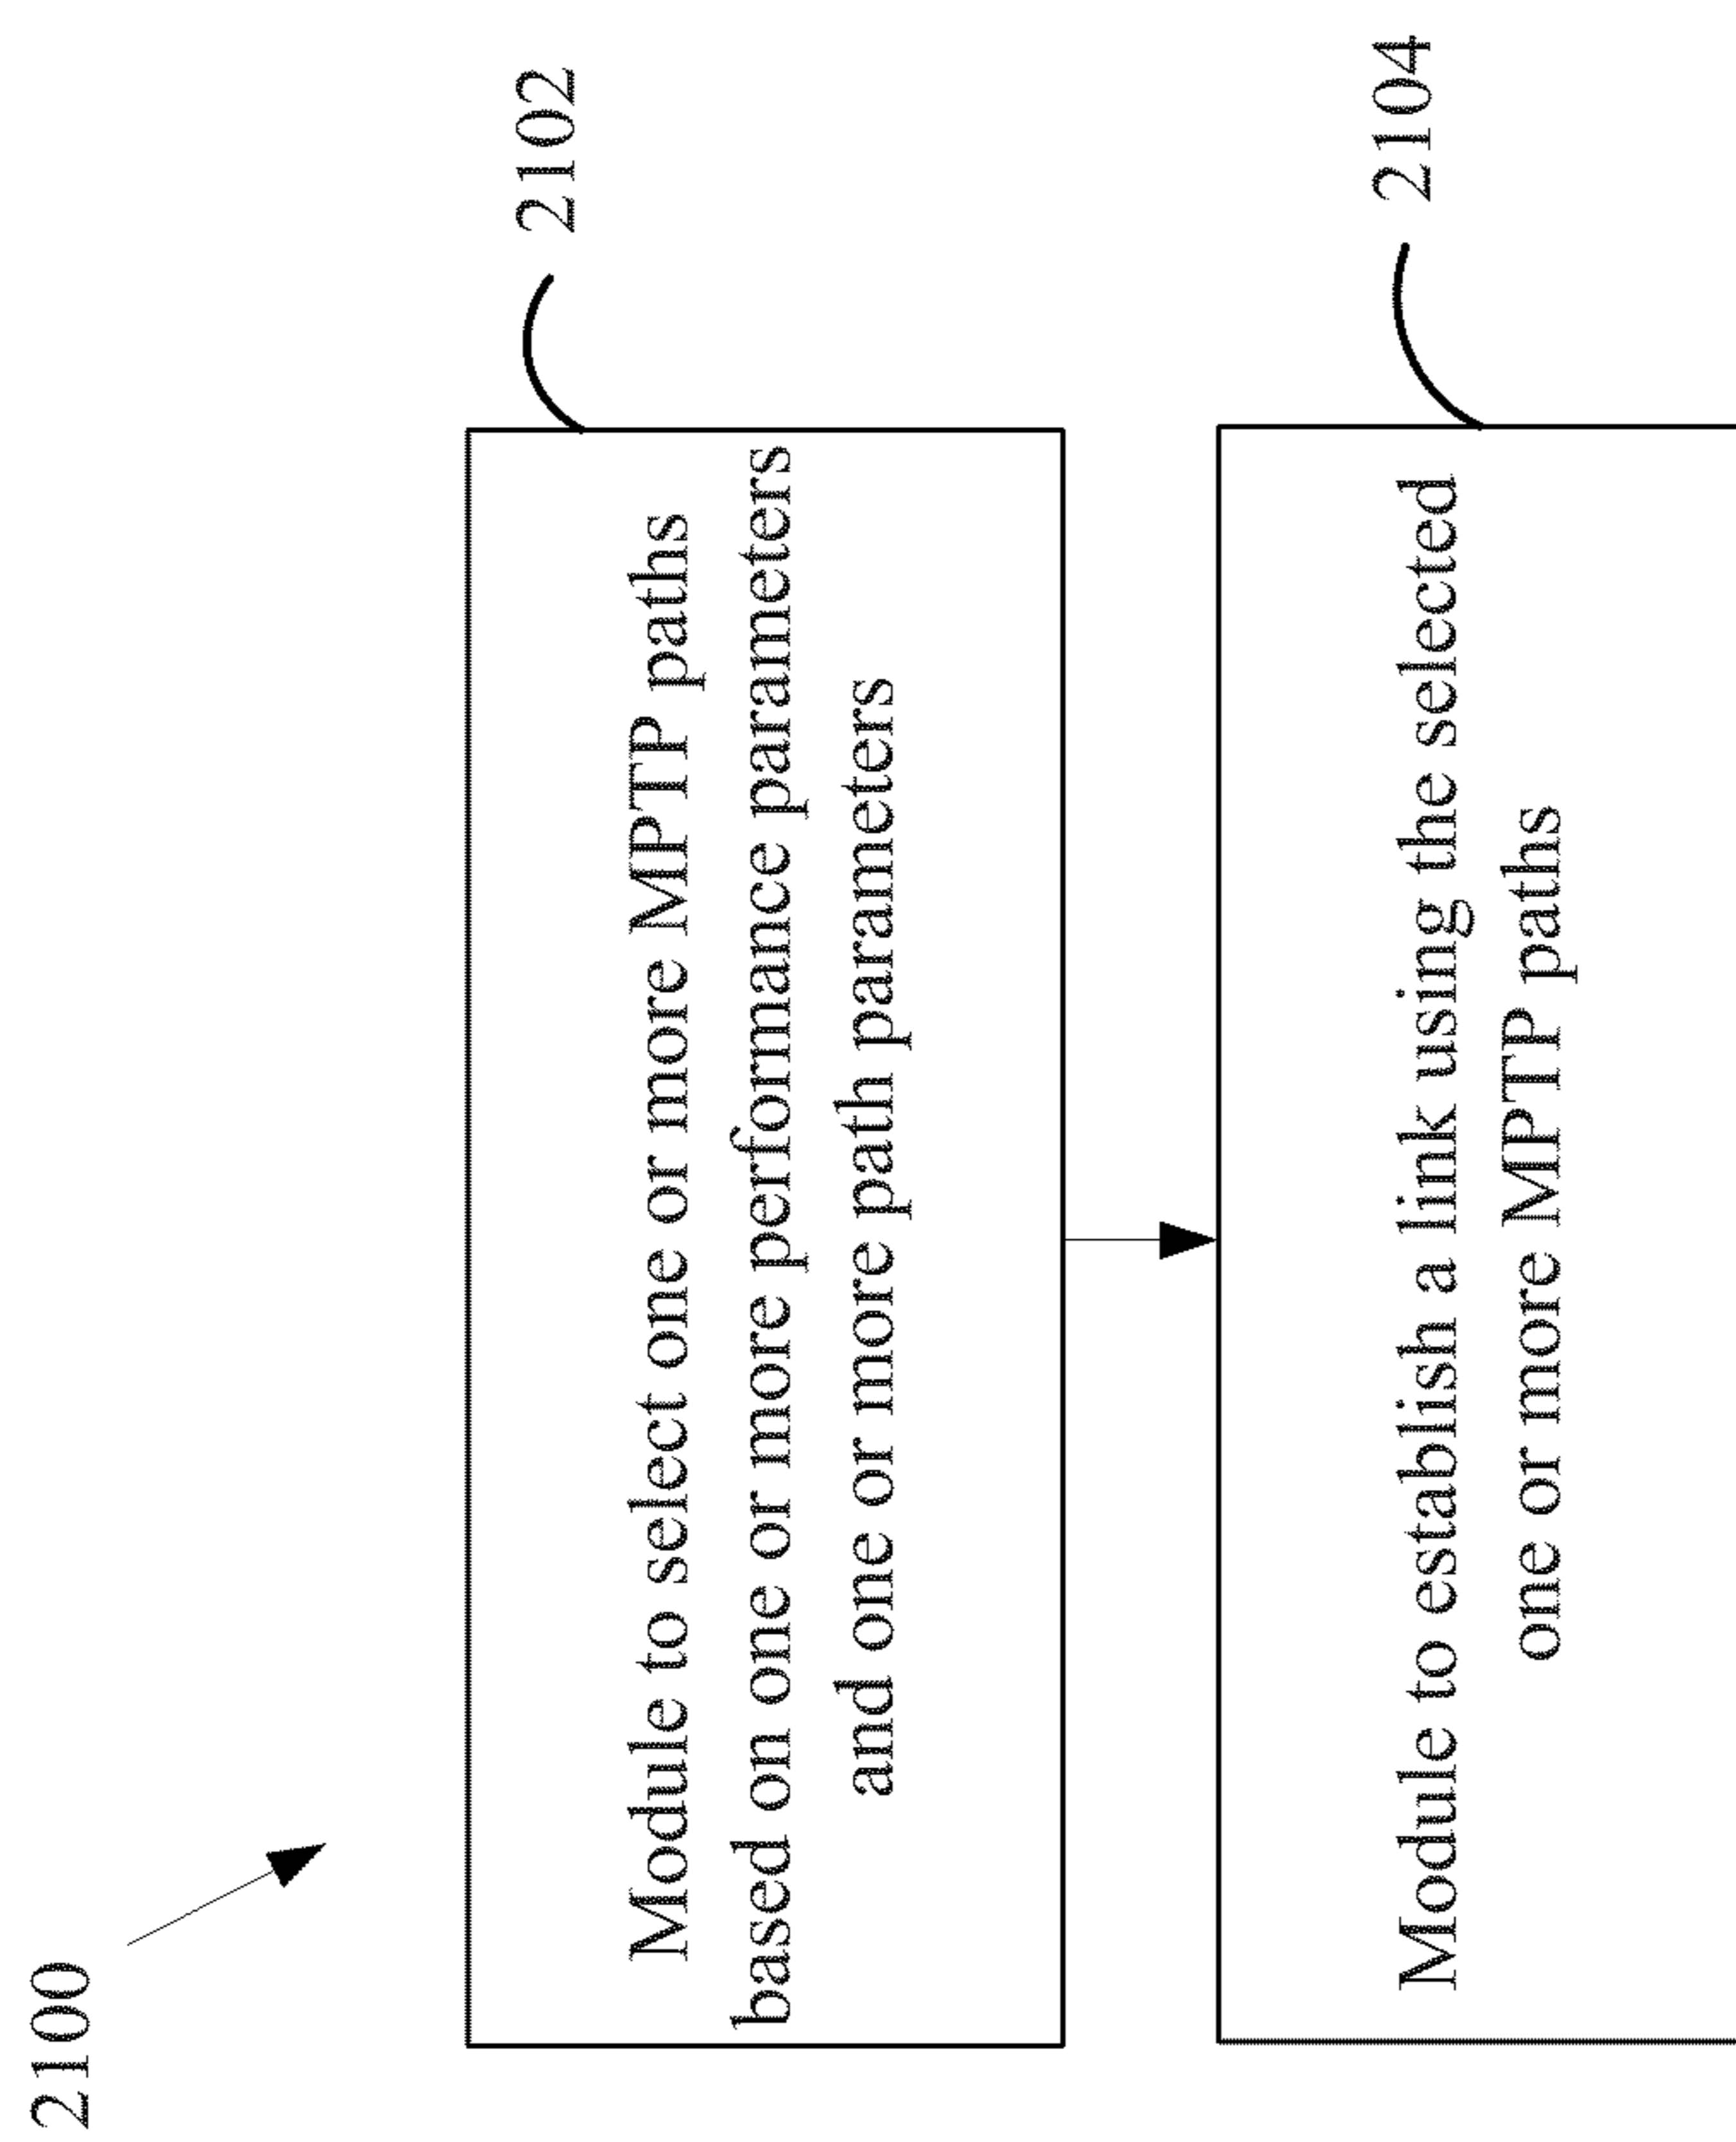 2100
2102
Module to select one or more MPTP paths
based on one or more performance parameters
and one or more path parameters
2104
Module to establish a link using the selected
one or more MPTP paths